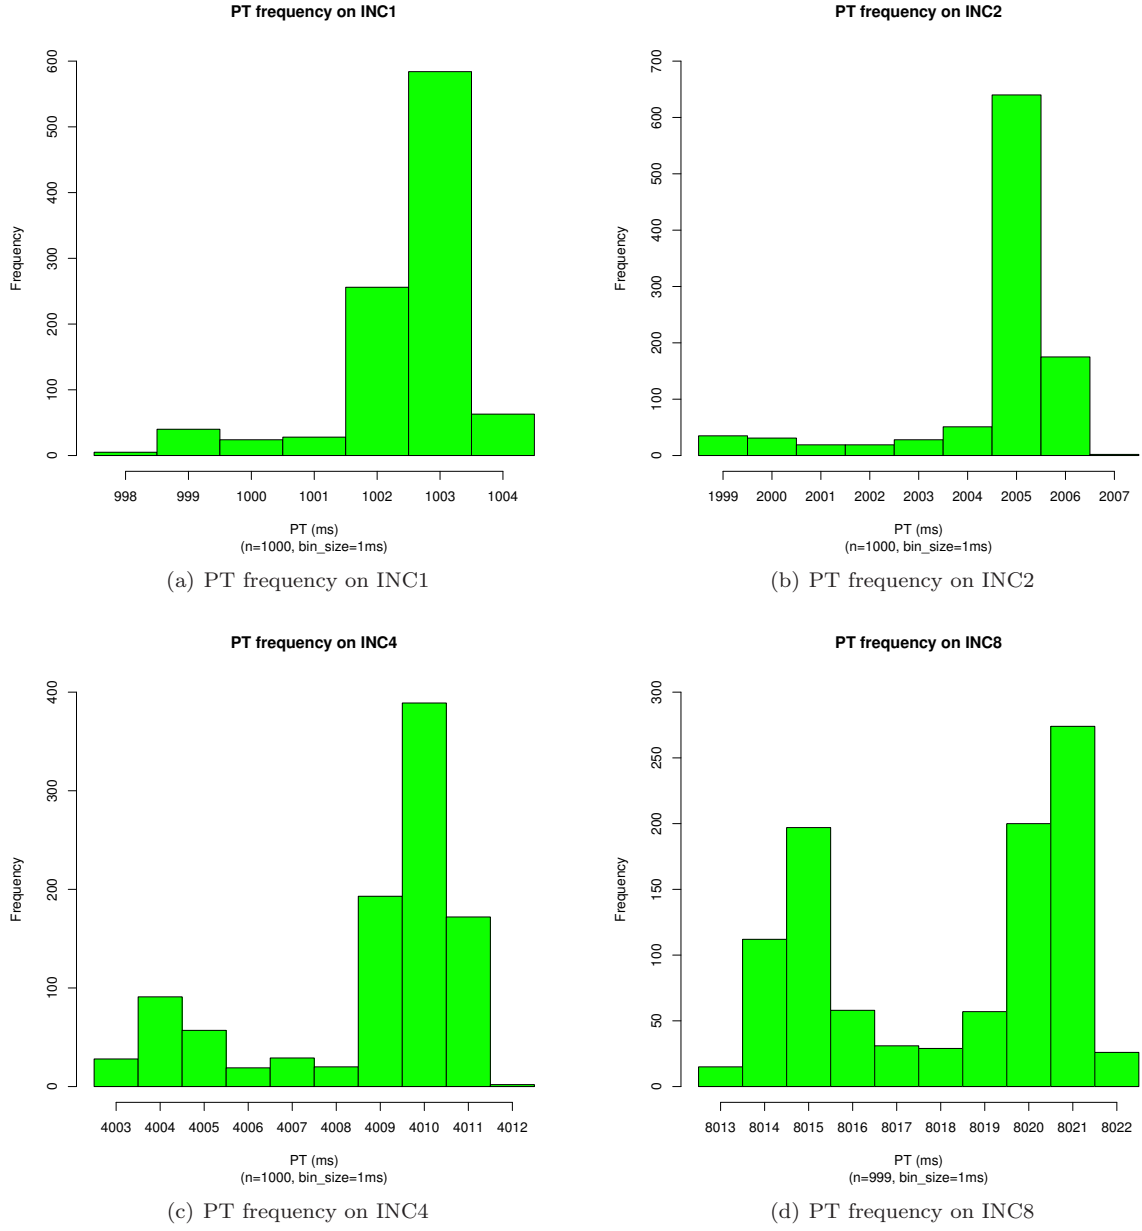 PT frequency on INC1
Frequency
0 100 200 300 400 500 600
998 999 1000 1001 1002 1003 1004
PT (ms)
(n=1000, bin_size=1ms)
(a) PT frequency on INC1
PT frequency on INC2
Frequency
0 100 200 300 400 500 600 700
1999 2000 2001 2002 2003 2004 2005 2006 2007
PT (ms)
(n=1000, bin_size=1ms)
(b) PT frequency on INC2
PT frequency on INC4
Frequency
0 100 200 300 400
4003 4004 4005 4006 4007 4008 4009 4010 4011 4012
PT (ms)
(n=1000, bin_size=1ms)
(c) PT frequency on INC4
PT frequency on INC8
Frequency
0 50 100 150 200 250 300
8013 8014 8015 8016 8017 8018 8019 8020 8021 8022
PT (ms)
(n=999, bin_size=1ms)
(d) PT frequency on INC8